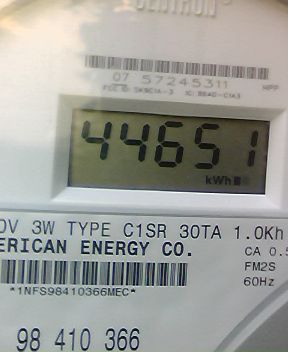 CENTRON®
07 57245311
44651
kWh
0V 3W TYPE C1SR 30TA 1.0Kh
ERICAN ENERGY CO.
CA 0.5
FM2S
60Hz
*1NFS98410366MEC*
98 410 366